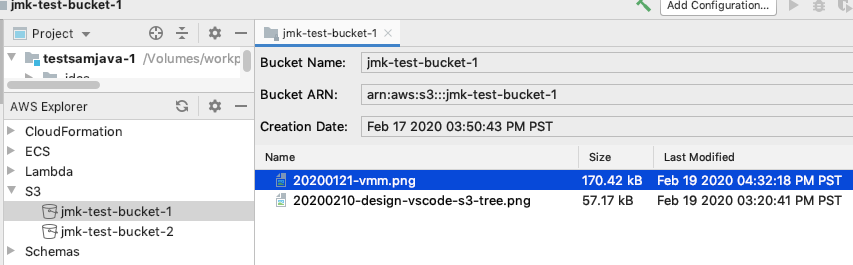 jmk-test-bucket-1
Add Configuration...
Project
testsamjava-1 /Volumes/workp
.idea
AWS Explorer
CloudFormation
ECS
Lambda
S3
jmk-test-bucket-1
jmk-test-bucket-2
Schemas
jmk-test-bucket-1
Bucket Name: jmk-test-bucket-1
Bucket ARN: arn:aws:s3:::jmk-test-bucket-1
Creation Date: Feb 17 2020 03:50:43 PM PST
Name Size Last Modified
20200121-vmm.png 170.42 kB Feb 19 2020 04:32:18 PM PST
20200210-design-vscode-s3-tree.png 57.17 kB Feb 19 2020 03:20:41 PM PST